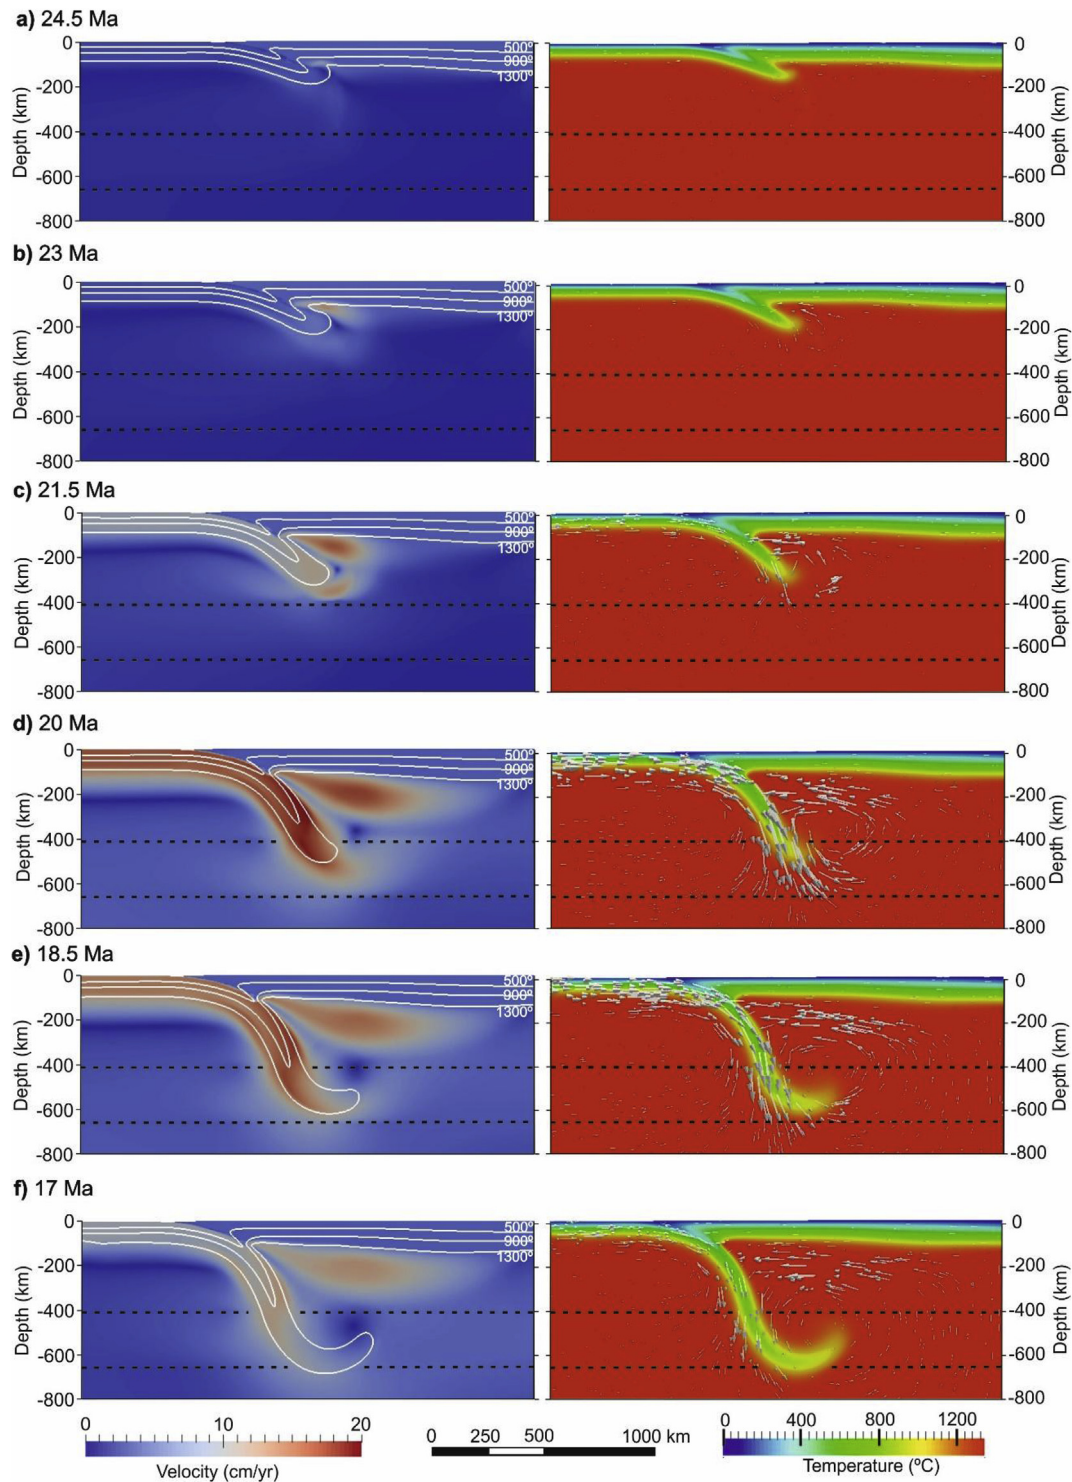 a) 24.5 Ma
0
-200
-400
-600
-800
Depth (km)
500º
900º
1300º
0
-200
-400
-600
-800
Depth (km)
b) 23 Ma
0
-200
-400
-600
-800
Depth (km)
500º
900º
1300º
0
-200
-400
-600
-800
Depth (km)
c) 21.5 Ma
0
-200
-400
-600
-800
Depth (km)
500º
900º
1300º
0
-200
-400
-600
-800
Depth (km)
d) 20 Ma
0
-200
-400
-600
-800
Depth (km)
500º
900º
1300º
0
-200
-400
-600
-800
Depth (km)
e) 18.5 Ma
0
-200
-400
-600
-800
Depth (km)
500º
900º
1300º
0
-200
-400
-600
-800
Depth (km)
f) 17 Ma
0
-200
-400
-600
-800
Depth (km)
500º
900º
1300º
0
-200
-400
-600
-800
Depth (km)
0 10 20
Velocity (cm/yr)
0 250 500 1000 km
0 400 800 1200
Temperature (ºC)